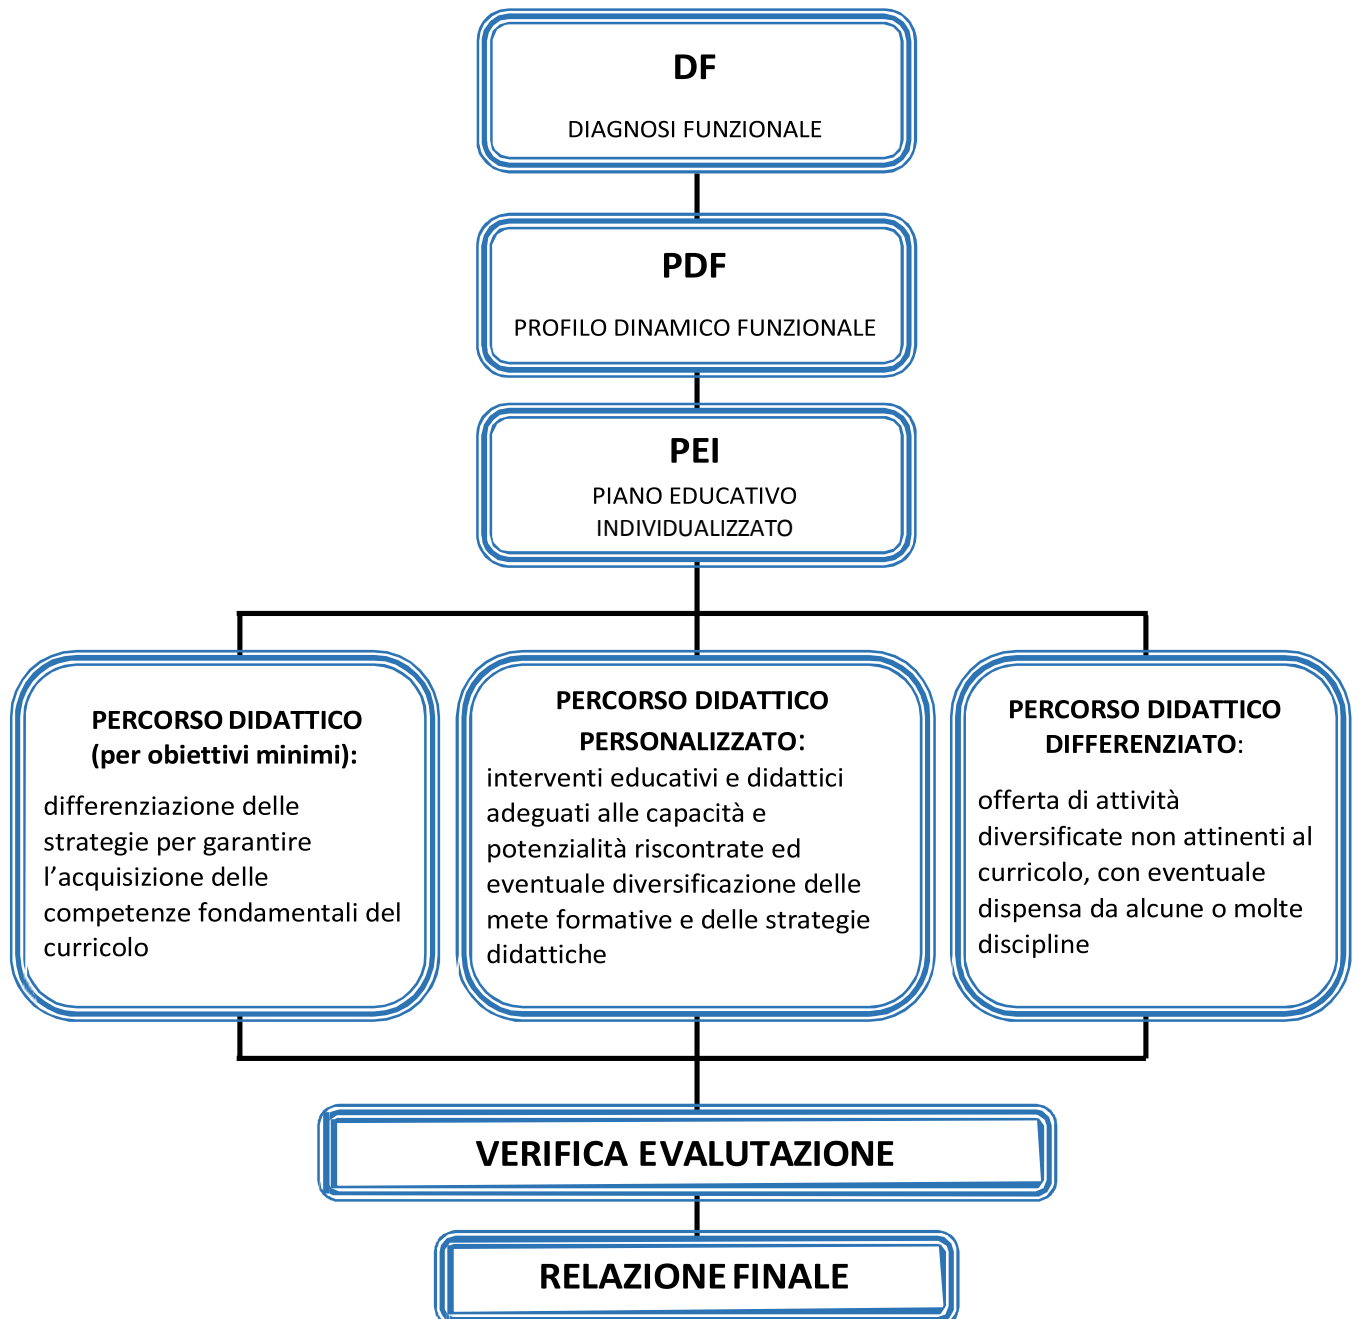 DF
DIAGNOSI FUNZIONALE
PDF
PROFILO DINAMICO FUNZIONALE
PEI
PIANO EDUCATIVO
INDIVIDUALIZZATO
PERCORSO DIDATTICO
(per obiettivi minimi):
differenziazione delle
strategie per garantire
l’acquisizione delle
competenze fondamentali del
curricolo
PERCORSO DIDATTICO
PERSONALIZZATO:
interventi educativi e didattici
adeguati alle capacità e
potenzialità riscontrate ed
eventuale diversificazione delle
mete formative e delle strategie
didattiche
PERCORSO DIDATTICO
DIFFERENZIATO:
offerta di attività
diversificate non attinenti al
curricolo, con eventuale
dispensa da alcune o molte
discipline
VERIFICA E VALUTAZIONE
RELAZIONE FINALE